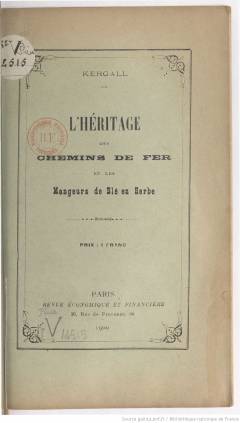 KERGALL
L'HÉRITAGE
DES
CHEMINS DE FER
ET LES
Mangeurs de Blé en Herbe
PRIX : 1 FRANC
PARIS
REVUE ÉCONOMIQUE ET FINANCIÈRE
1900
V
Source gallica.bnf.fr / Bibliothèque nationale de France